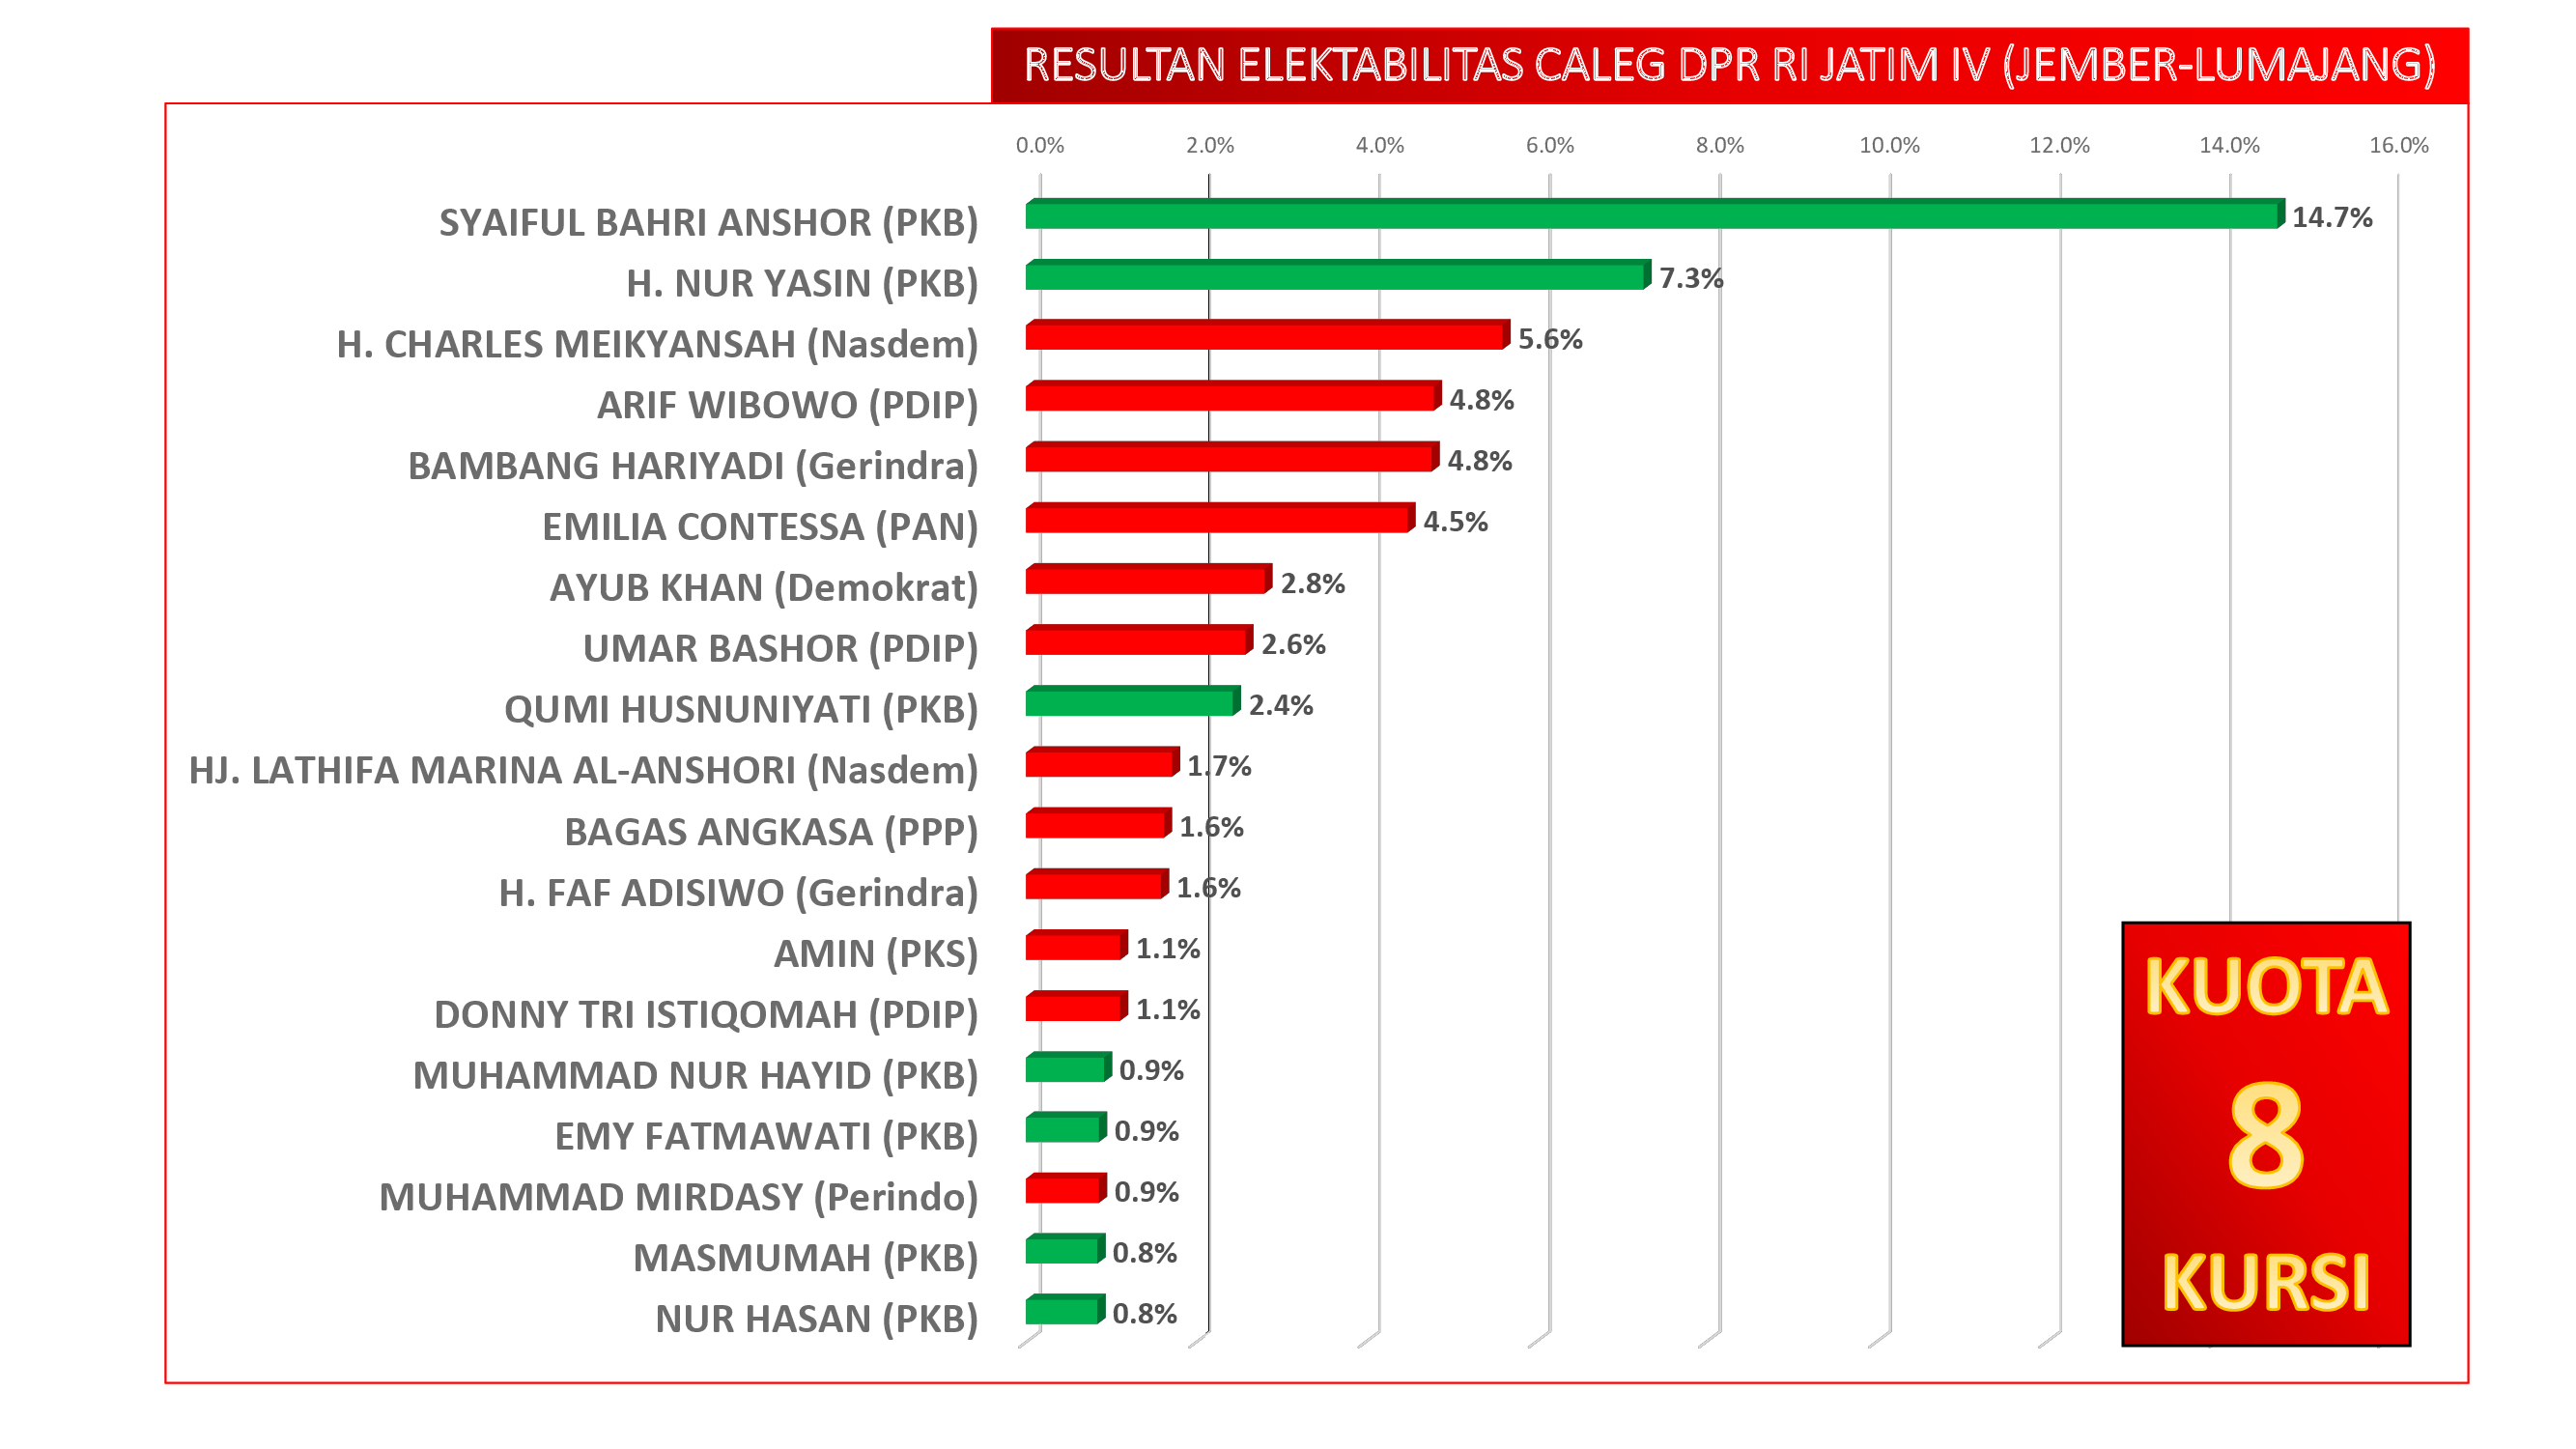 RESULTAN ELEKTABILITAS CALEG DPR RI JATIM IV (JEMBER-LUMAJANG)
0.0% 2.0% 4.0% 6.0% 8.0% 10.0% 12.0% 14.0% 16.0%
SYAIFUL BAHRI ANSHOR (PKB) 14.7%
H. NUR YASIN (PKB) 7.3%
H. CHARLES MEIKYANSAH (Nasdem) 5.6%
ARIF WIBOWO (PDIP) 4.8%
BAMBANG HARIYADI (Gerindra) 4.8%
EMILIA CONTESSA (PAN) 4.5%
AYUB KHAN (Demokrat) 2.8%
UMAR BASHOR (PDIP) 2.6%
QUMI HUSNUNIYATI (PKB) 2.4%
HJ. LATHIFA MARINA AL-ANSHORI (Nasdem) 1.7%
BAGAS ANGKASA (PPP) 1.6%
H. FAF ADISIWO (Gerindra) 1.6%
AMIN (PKS) 1.1%
DONNY TRI ISTIQOMAH (PDIP) 1.1%
MUHAMMAD NUR HAYID (PKB) 0.9%
EMY FATMAWATI (PKB) 0.9%
MUHAMMAD MIRDASY (Perindo) 0.9%
MASMUMAH (PKB) 0.8%
NUR HASAN (PKB) 0.8%
KUOTA
8
KURSI